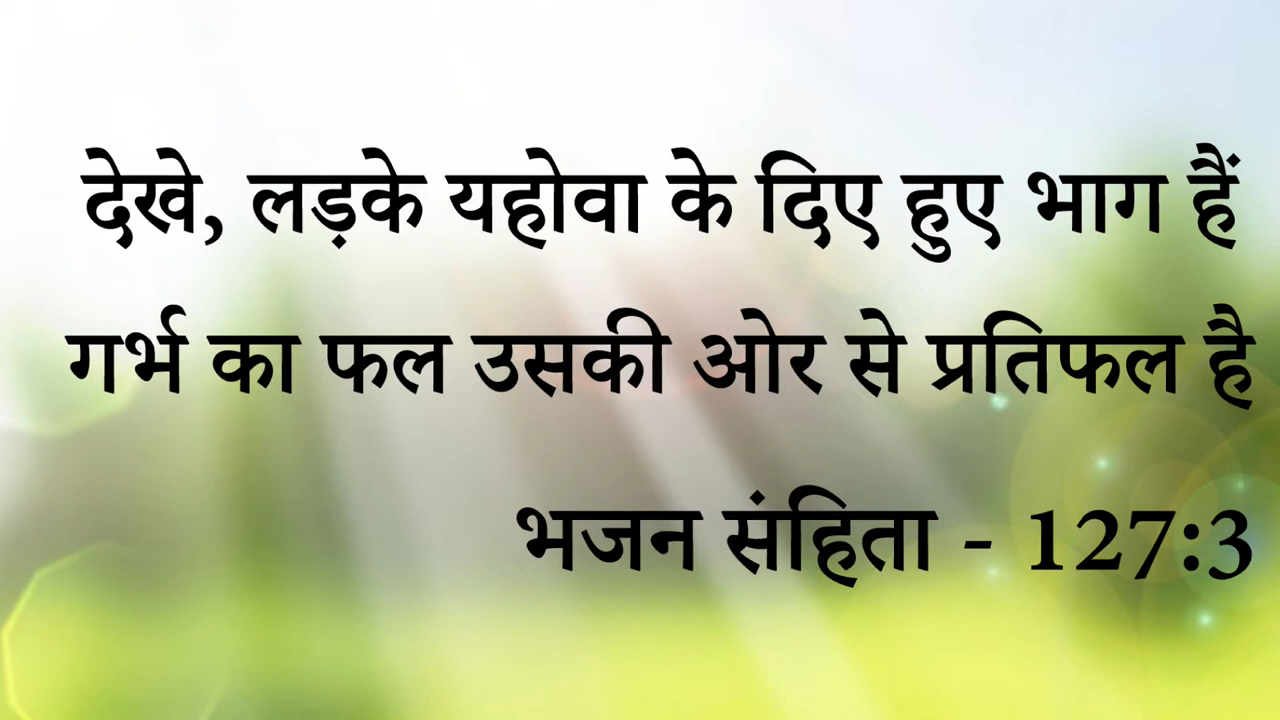 देखे, लड़के यहोवा के दिए हुए भाग हैं
गर्भ का फल उसकी ओर से प्रतिफल है
भजन संहिता - 127:3